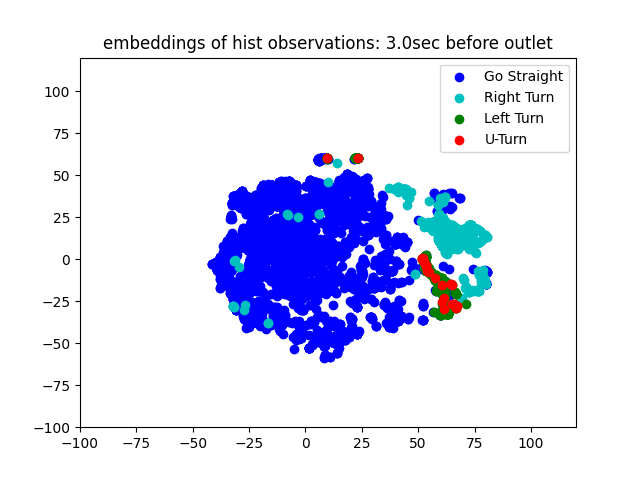 embeddings of hist observations: 3.0sec before outlet
Go Straight
Right Turn
Left Turn
U-Turn
100
75
50
25
0
−25
−50
−75
−100
−100 −75 −50 −25 0 25 50 75 100